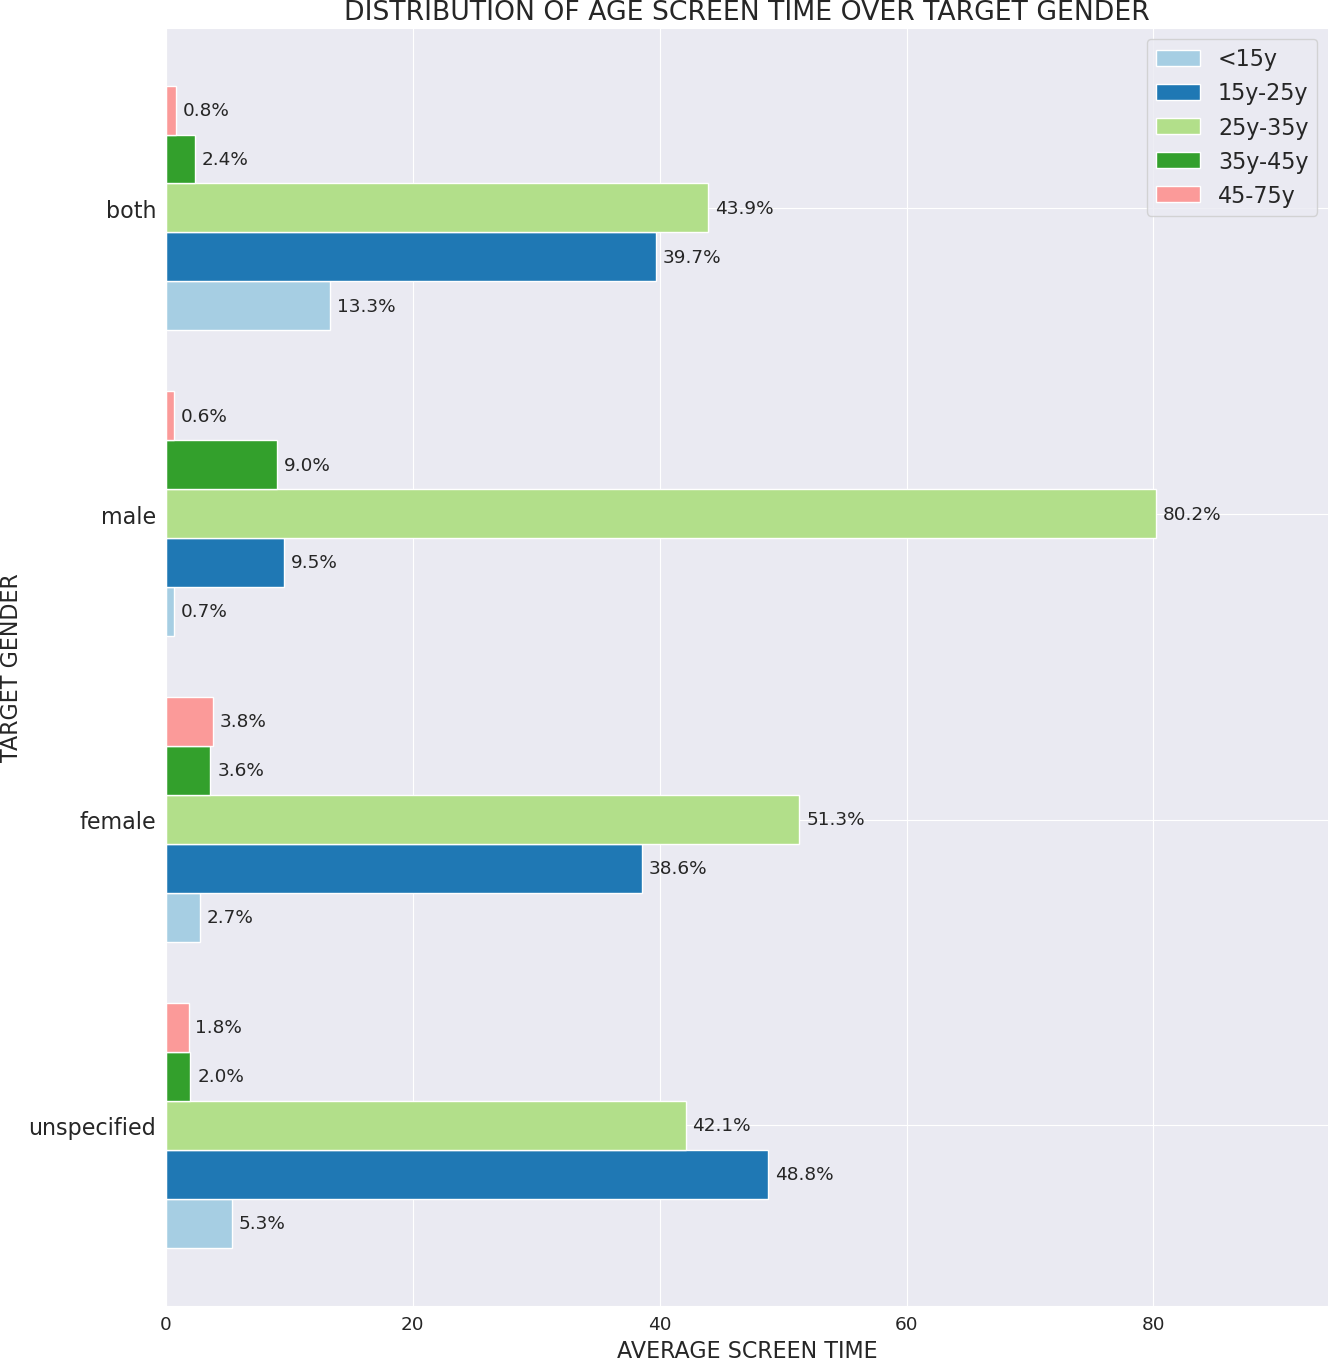 DISTRIBUTION OF AGE SCREEN TIME OVER TARGET GENDER
<15y
15y-25y
25y-35y
35y-45y
45-75y
TARGET GENDER
both
0.8%
2.4%
43.9%
39.7%
13.3%
male
0.6%
9.0%
80.2%
9.5%
0.7%
female
3.8%
3.6%
51.3%
38.6%
2.7%
unspecified
1.8%
2.0%
42.1%
48.8%
5.3%
0 20 40 60 80
AVERAGE SCREEN TIME